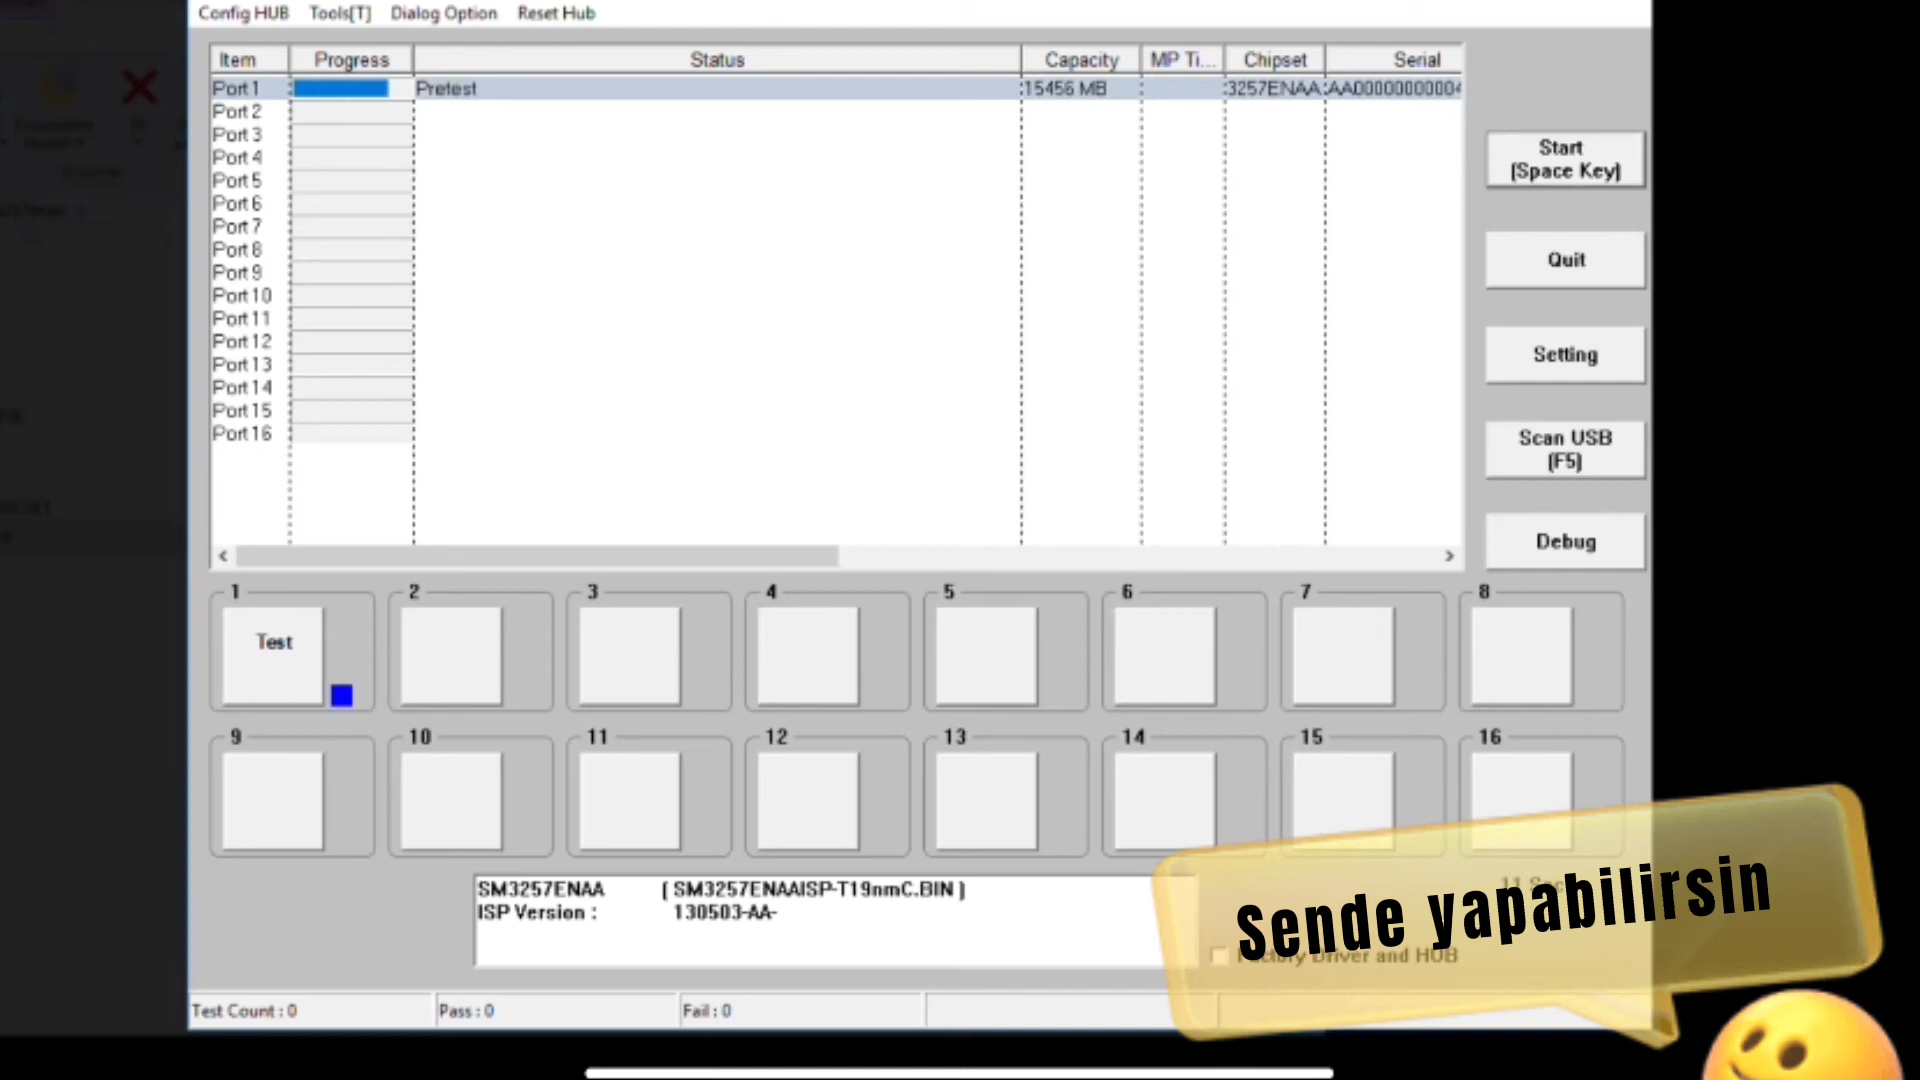 Config HUB Tools[T] Dialog Option Reset Hub
Item Progress Status Capacity MP Ti... Chipset Serial
Port 1 Pretest 15456 MB 3257ENAA AA00000000004
Port 2
Port 3
Port 4
Port 5
Port 6
Port 7
Port 8
Port 9
Port 10
Port 11
Port 12
Port 13
Port 14
Port 15
Port 16
Start
(Space Key)
Quit
Setting
Scan USB
(F5)
Debug
1 2 3 4 5 6 7 8
Test
9 10 11 12 13 14 15 16
SM3257ENAA [ SM3257ENAAISP-T19nmC.BIN ]
ISP Version : 130503-AA-
11 Sec
Sende yapabilirsin
Factory Driver and HUB
Test Count : 0 Pass : 0 Fail : 0